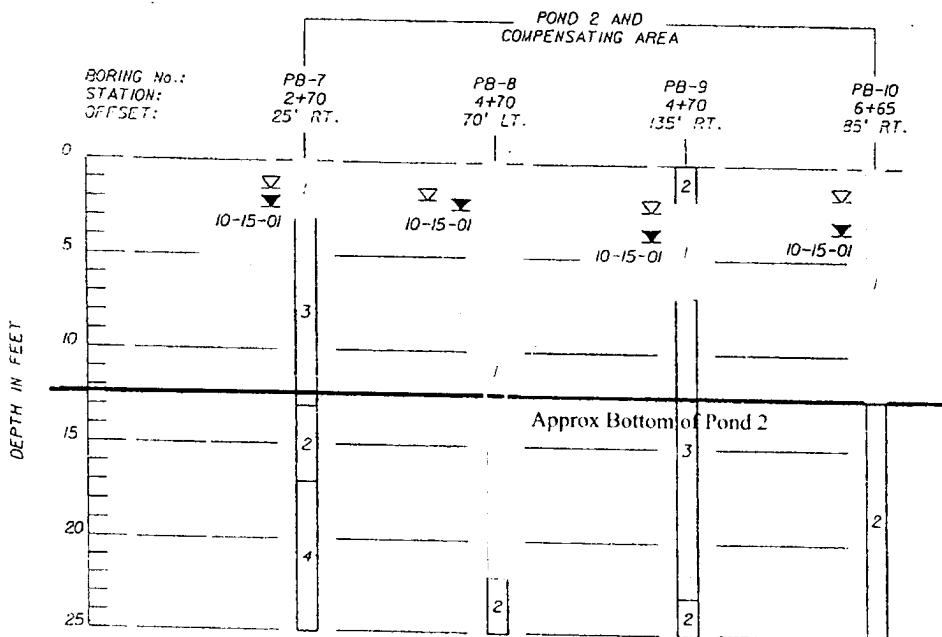 POND 2 AND
COMPENSATING AREA
BORING No.: PB-7 PB-8 PB-9 PB-10
STATION: 2+70 4+70 4+70 6+65
OFFSET: 25' RT. 70' LT. 135' RT. 85' RT.
0
1
2
10-15-01 10-15-01 10-15-01 1 10-15-01
5
1
3
10
1
DEPTH IN FEET
Approx Bottom of Pond 2
15
2
3
20
4
2
2
2
25